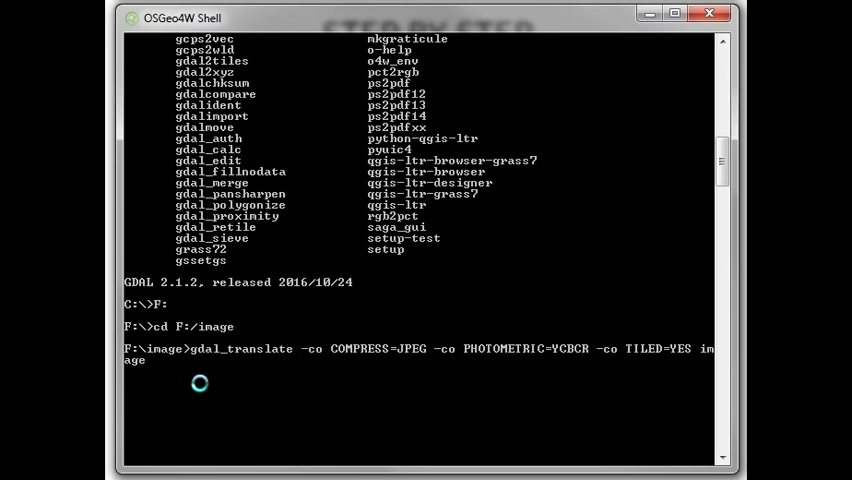 OSGeo4W Shell
STEP BY STEP
gcps2vec mkgraticule
gcps2wld o-help
gdal2tiles o4w_env
gdal2xyz pct2rgb
gdalchksum ps2pdf
gdalcompare ps2pdf12
gdalident ps2pdf13
gdalimport ps2pdf14
gdalmove ps2pdfxx
gdal_auth python-qgis-ltr
gdal_calc pyuic4
gdal_edit qgis-ltr-browser-grass7
gdal_fillnodata qgis-ltr-browser
gdal_merge qgis-ltr-designer
gdal_pansharpen qgis-ltr-grass7
gdal_polygonize qgis-ltr
gdal_proximity rgb2pct
gdal_retile saga_gui
gdal_sieve setup-test
grass72 setup
gssetgs
GDAL 2.1.2, released 2016/10/24
C:\>F:
F:\>cd F:/image
F:\image>gdal_translate -co COMPRESS=JPEG -co PHOTOMETRIC=YCBCR -co TILED=YES im
age